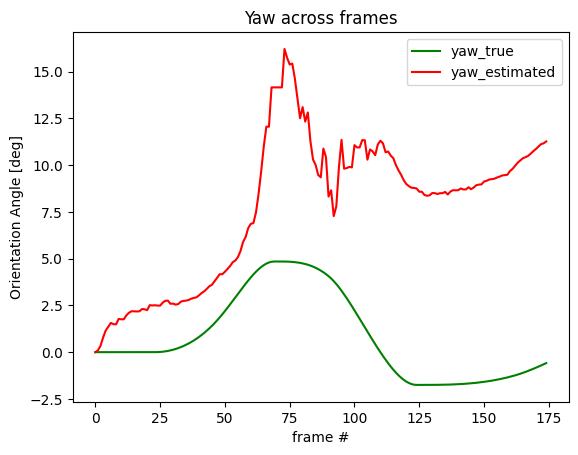 Yaw across frames
yaw_true
yaw_estimated
Orientation Angle [deg]
15.0
12.5
10.0
7.5
5.0
2.5
0.0
−2.5
0 25 50 75 100 125 150 175
frame #